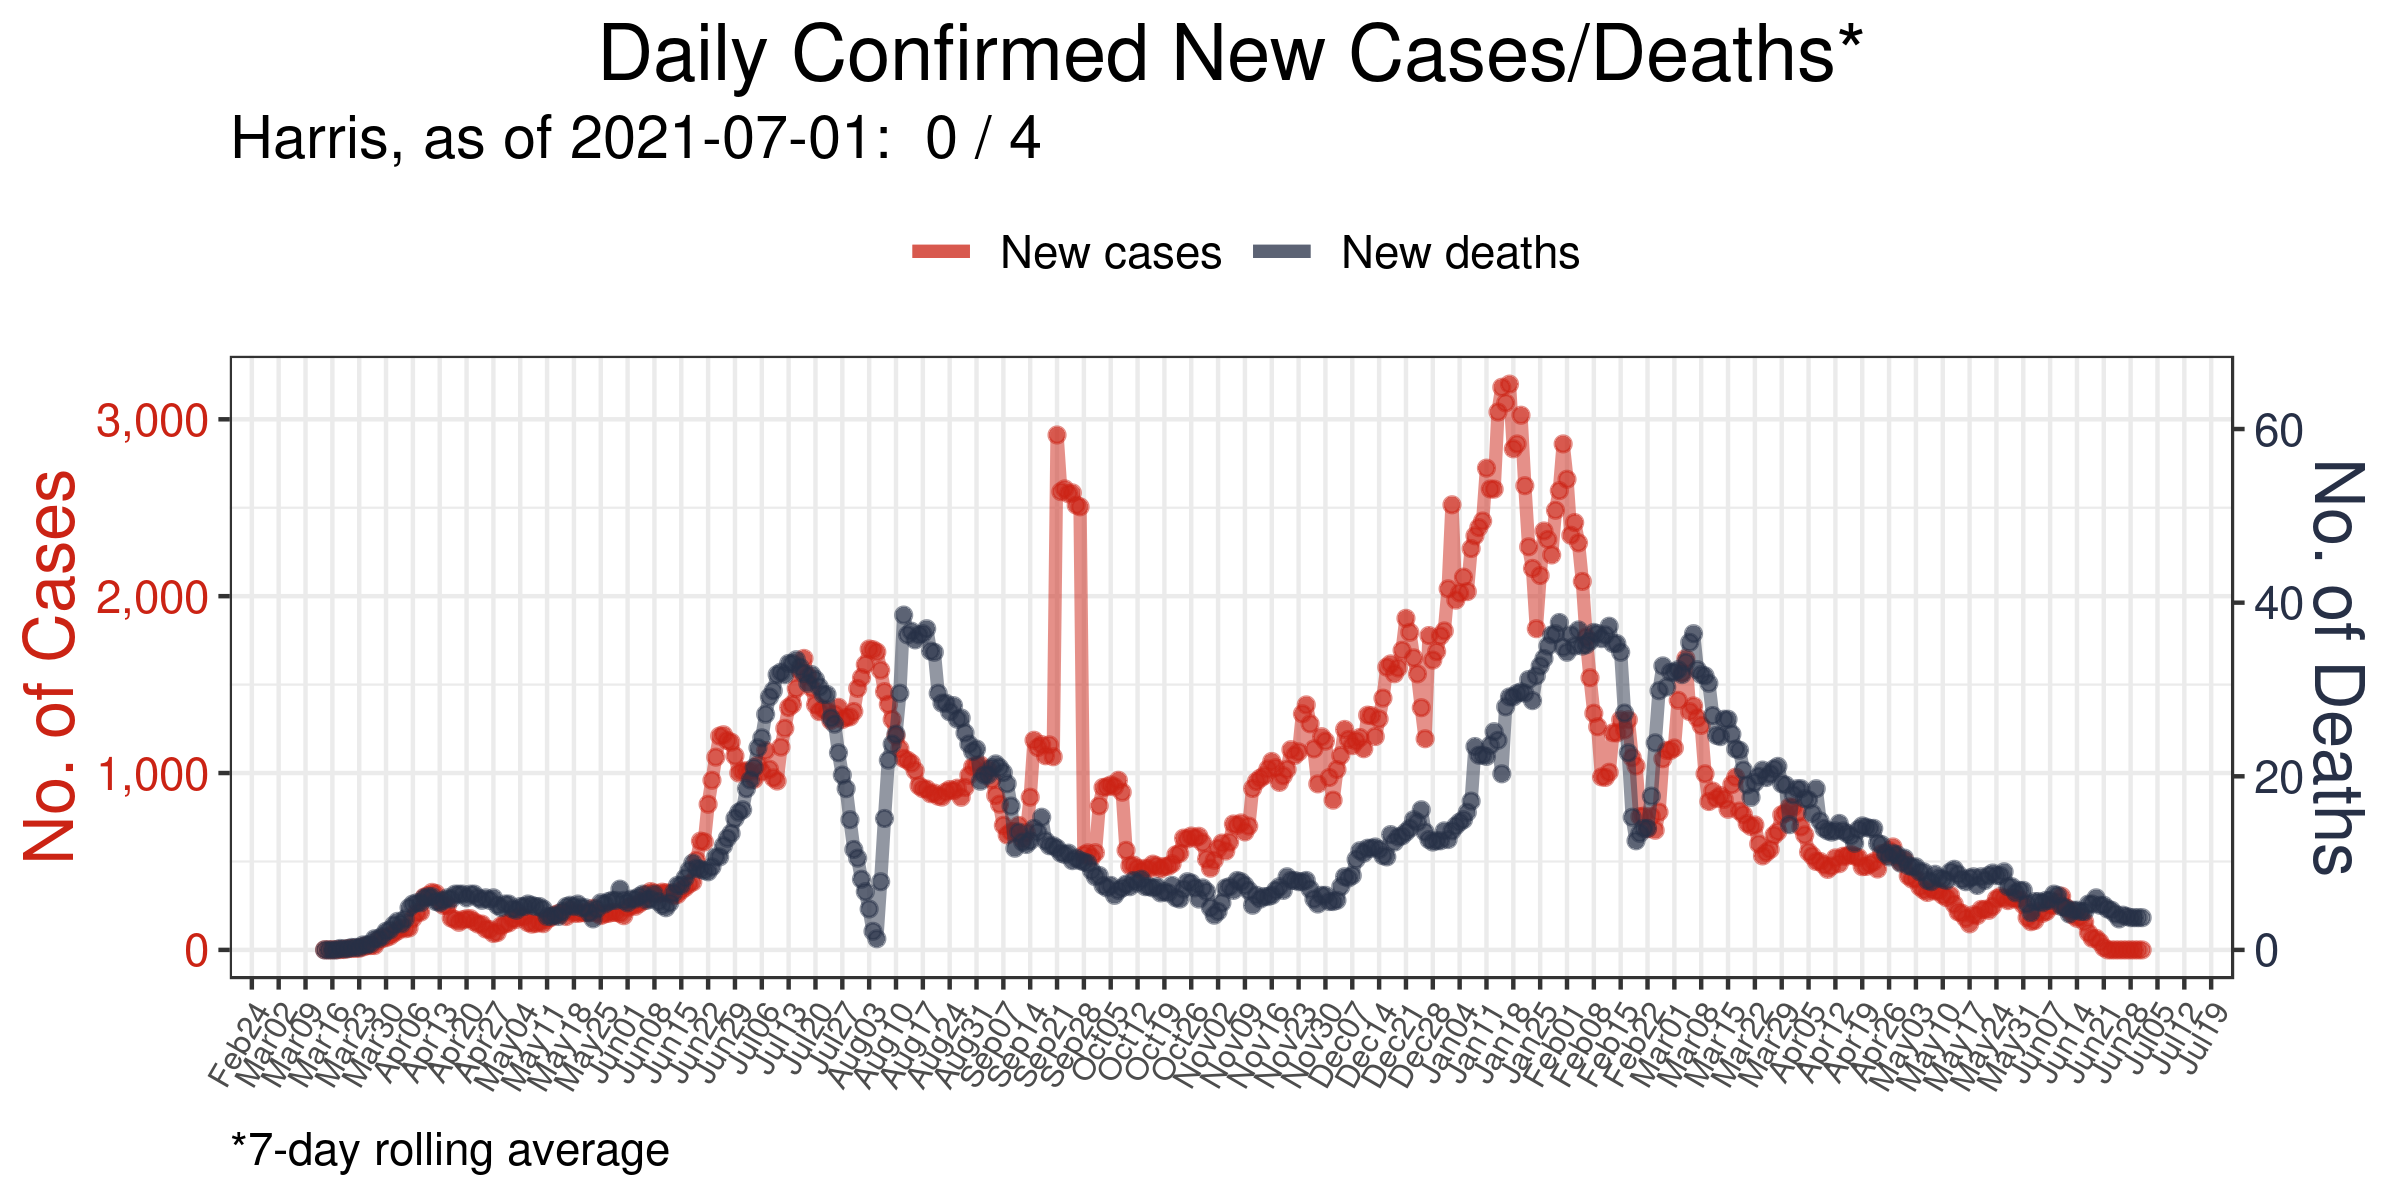 Daily Confirmed New Cases/Deaths*
Harris, as of 2021-07-01:  0 / 4
New cases
New deaths
No. of Cases
3,000
2,000
1,000
0
60
40
20
0
No. of Deaths
Feb24
Mar02
Mar09
Mar16
Mar23
Mar30
Apr06
Apr13
Apr20
Apr27
May04
May11
May18
May25
Jun01
Jun08
Jun15
Jun22
Jun29
Jul06
Jul13
Jul20
Jul27
Aug03
Aug10
Aug17
Aug24
Aug31
Sep07
Sep14
Sep21
Sep28
Oct05
Oct12
Oct19
Oct26
Nov02
Nov09
Nov16
Nov23
Nov30
Dec07
Dec14
Dec21
Dec28
Jan04
Jan11
Jan18
Jan25
Feb01
Feb08
Feb15
Feb22
Mar01
Mar08
Mar15
Mar22
Mar29
Apr05
Apr12
Apr19
Apr26
May03
May10
May17
May24
May31
Jun07
Jun14
Jun21
Jun28
Jul05
Jul12
Jul19
*7-day rolling average